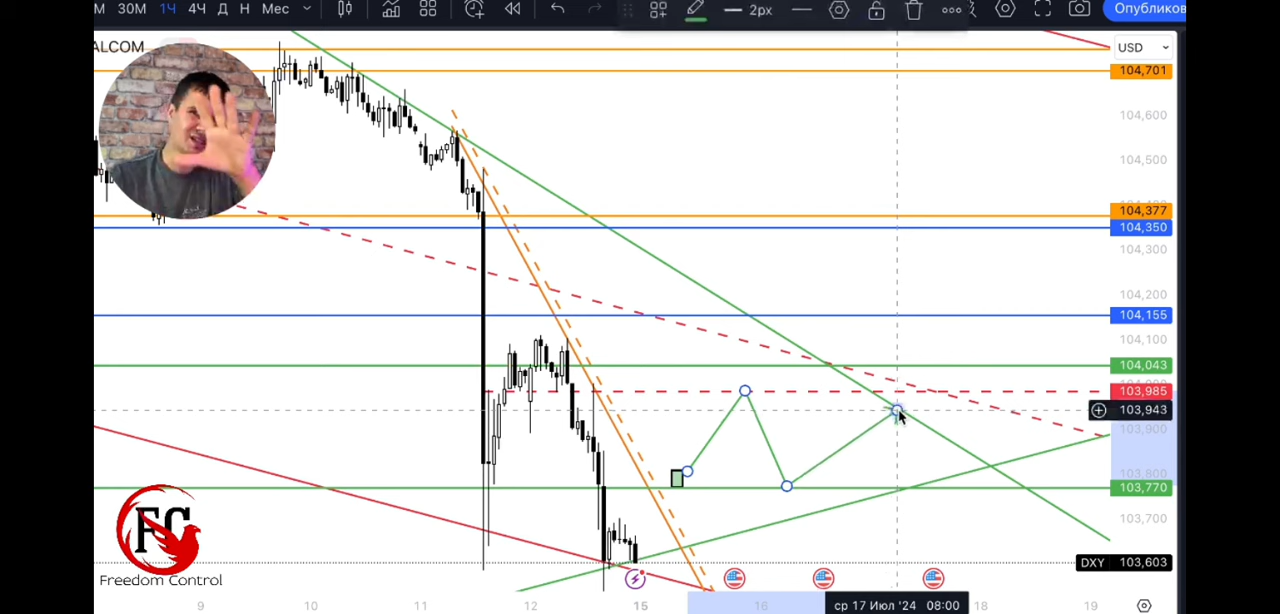 М 30М 1Ч 4Ч Д Н Мес 2px Опубликов
ALCOM
USD
104,701
104,600
104,500
104,377
104,350
104,300
104,200
104,155
104,100
104,043
103,985
103,943
103,900
103,800
103,770
103,700
DXY 103,603
FC
Freedom Control
9 10 11 12 15 16 ср 17 Июл '24 08:00 18 19